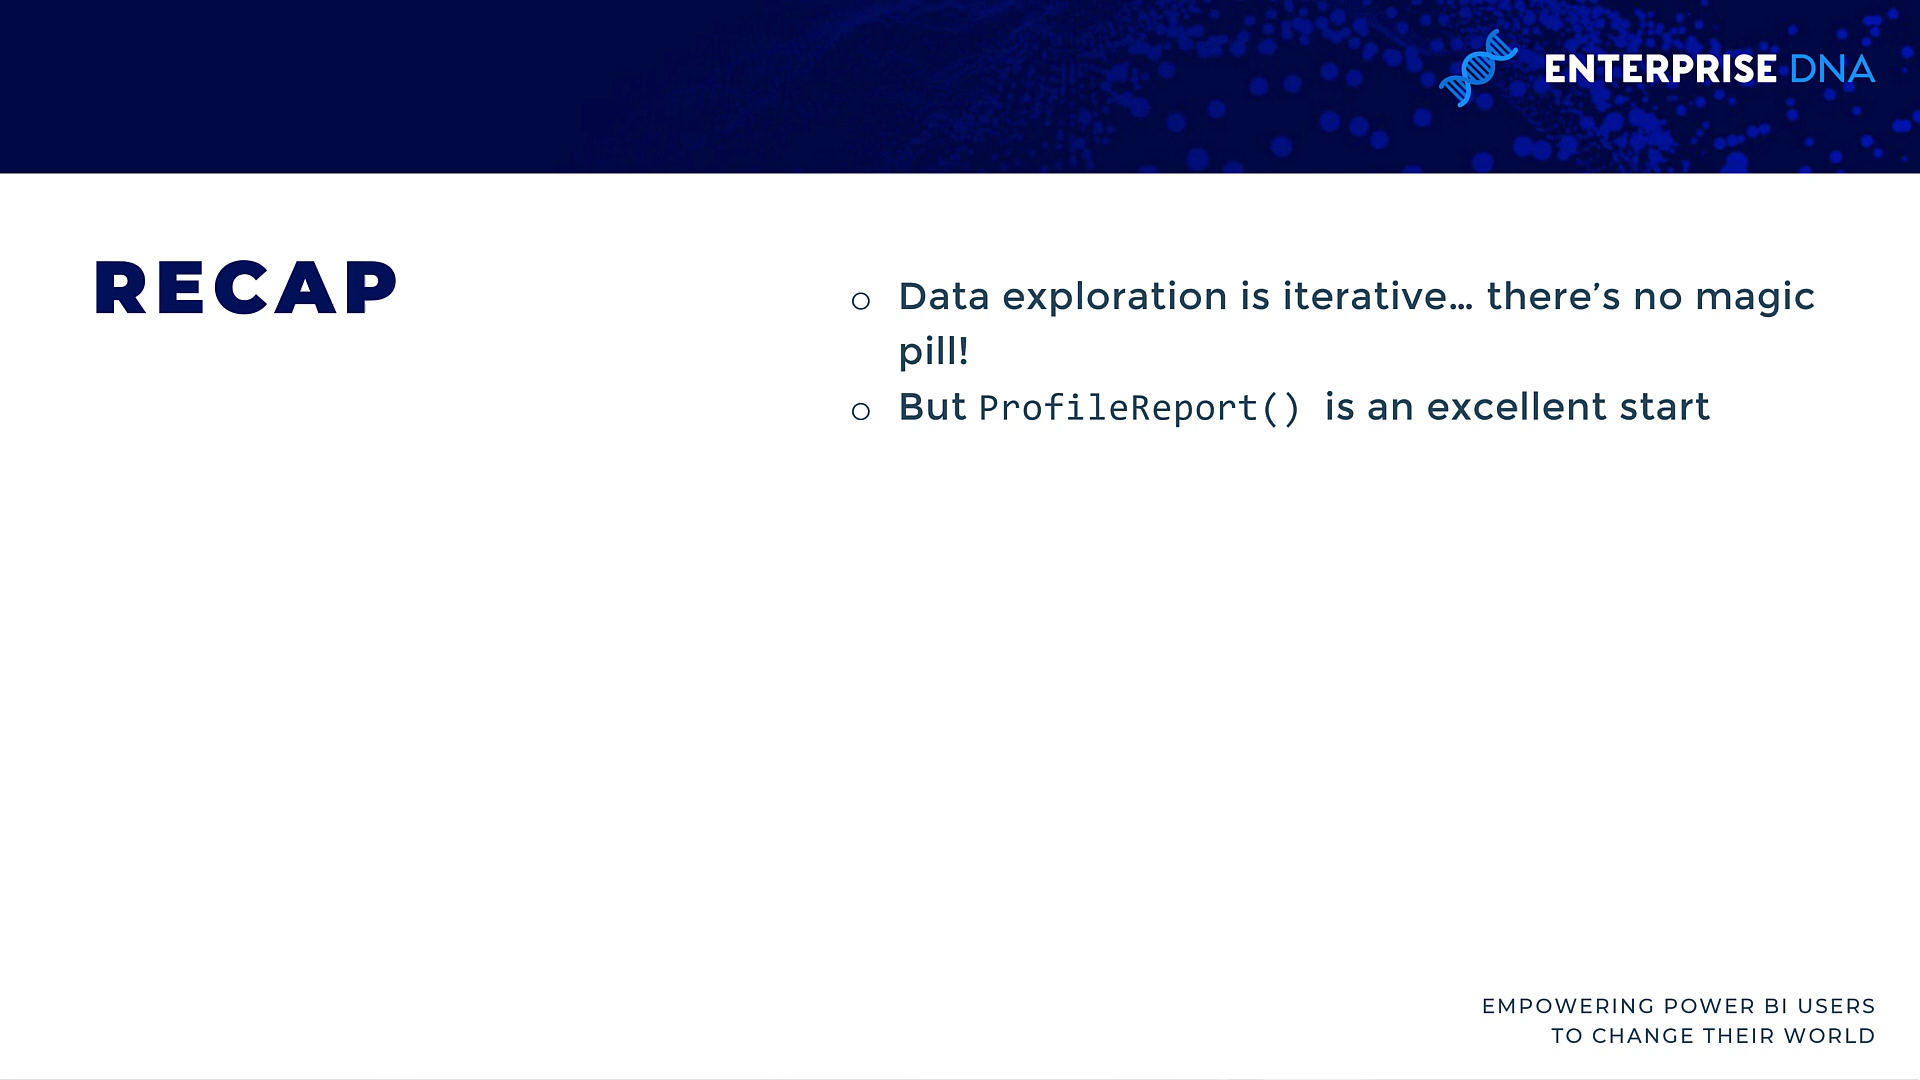 ENTERPRISE DNA
RECAP
○ Data exploration is iterative… there’s no magic
pill!
○ But ProfileReport() is an excellent start
EMPOWERING POWER BI USERS
TO CHANGE THEIR WORLD